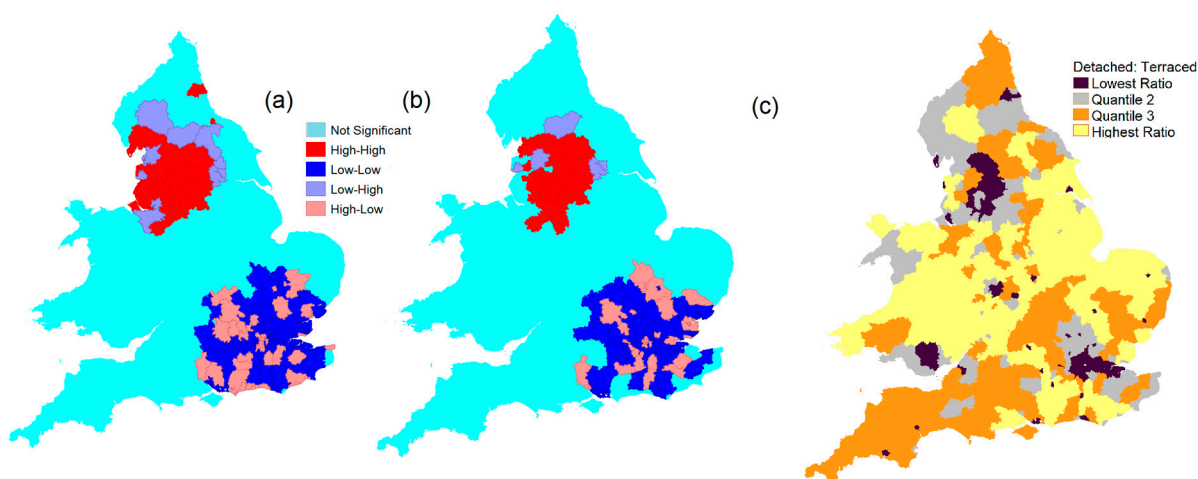 (a)
Not Significant
High-High
Low-Low
Low-High
High-Low
(b)
(c)
Detached: Terraced
Lowest Ratio
Quantile 2
Quantile 3
Highest Ratio